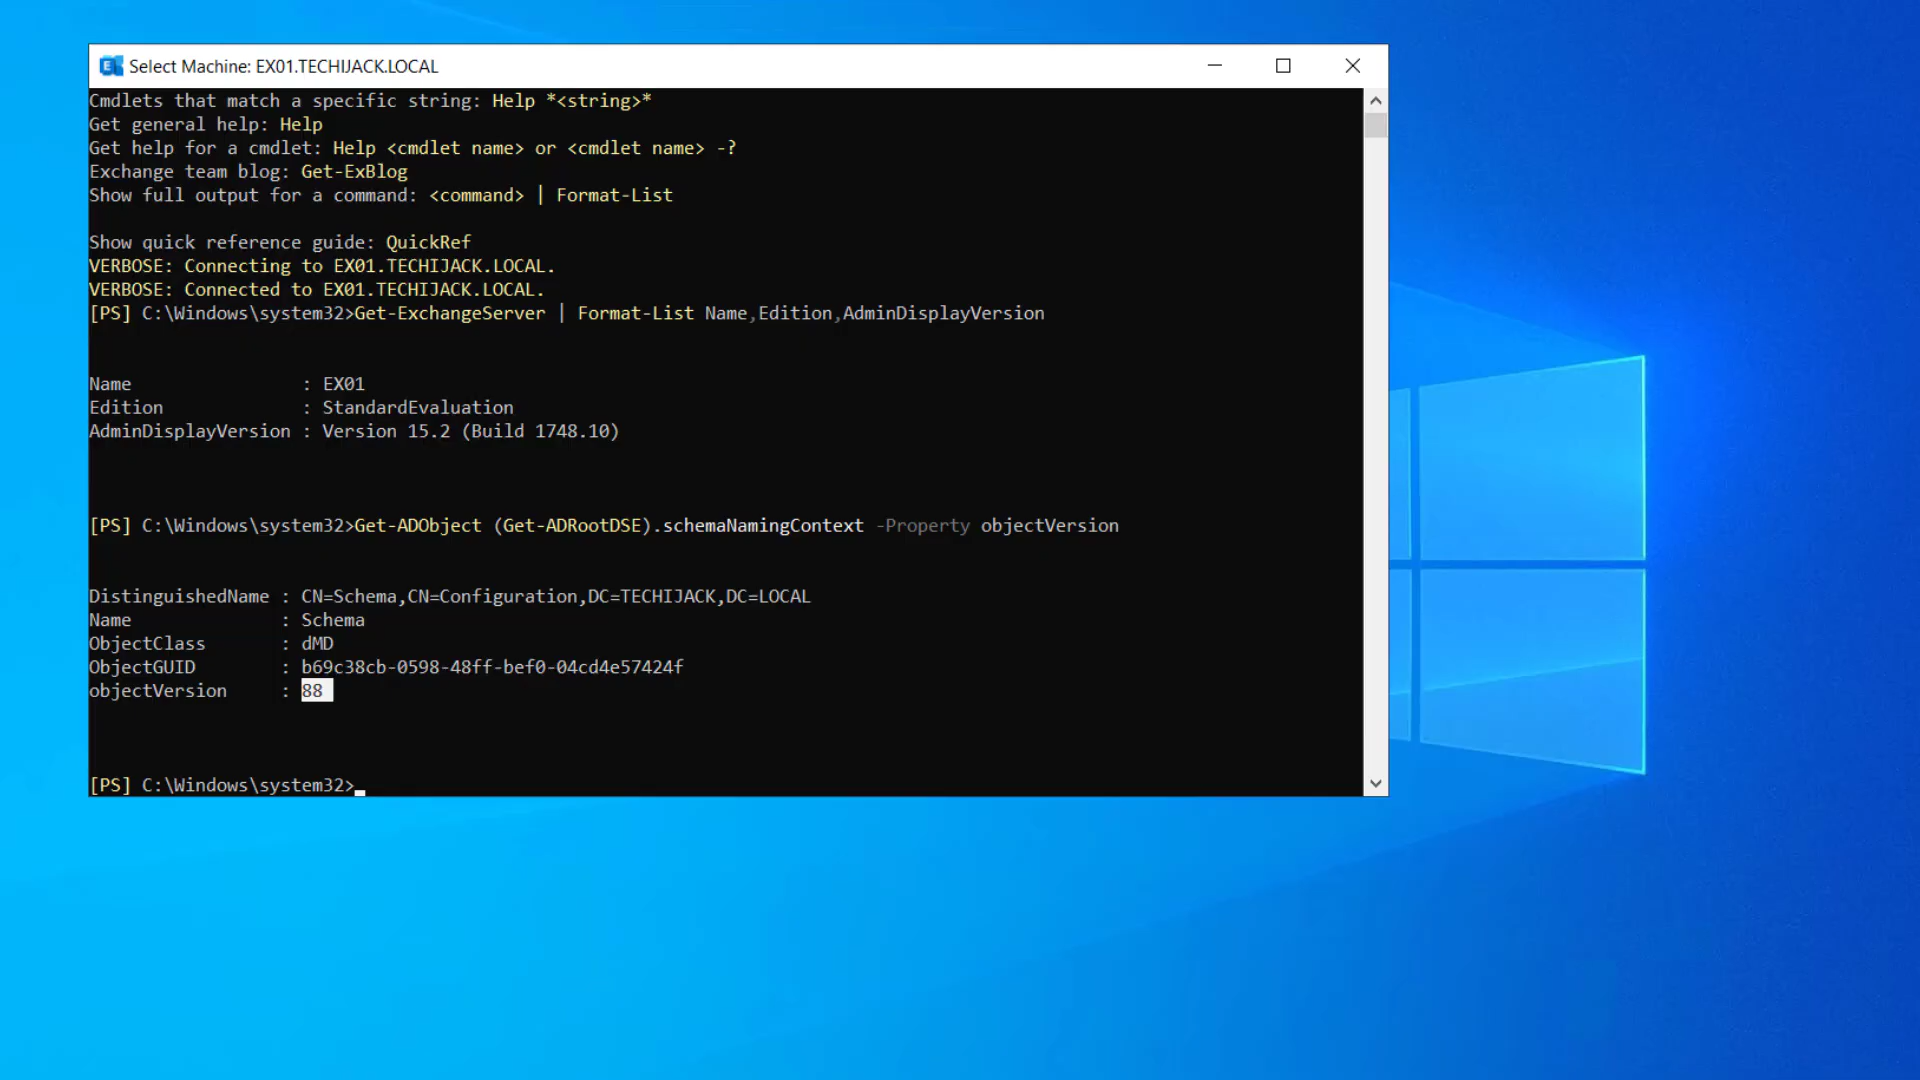 Select Machine: EX01.TECHIJACK.LOCAL
Cmdlets that match a specific string: Help *<string>*
Get general help: Help
Get help for a cmdlet: Help <cmdlet name> or <cmdlet name> -?
Exchange team blog: Get-ExBlog
Show full output for a command: <command> | Format-List
Show quick reference guide: QuickRef
VERBOSE: Connecting to EX01.TECHIJACK.LOCAL.
VERBOSE: Connected to EX01.TECHIJACK.LOCAL.
[PS] C:\Windows\system32>Get-ExchangeServer | Format-List Name,Edition,AdminDisplayVersion
Name : EX01
Edition : StandardEvaluation
AdminDisplayVersion : Version 15.2 (Build 1748.10)
[PS] C:\Windows\system32>Get-ADObject (Get-ADRootDSE).schemaNamingContext -Property objectVersion
DistinguishedName : CN=Schema,CN=Configuration,DC=TECHIJACK,DC=LOCAL
Name : Schema
ObjectClass : dMD
ObjectGUID : b69c38cb-0598-48ff-bef0-04cd4e57424f
objectVersion : 88
[PS] C:\Windows\system32>